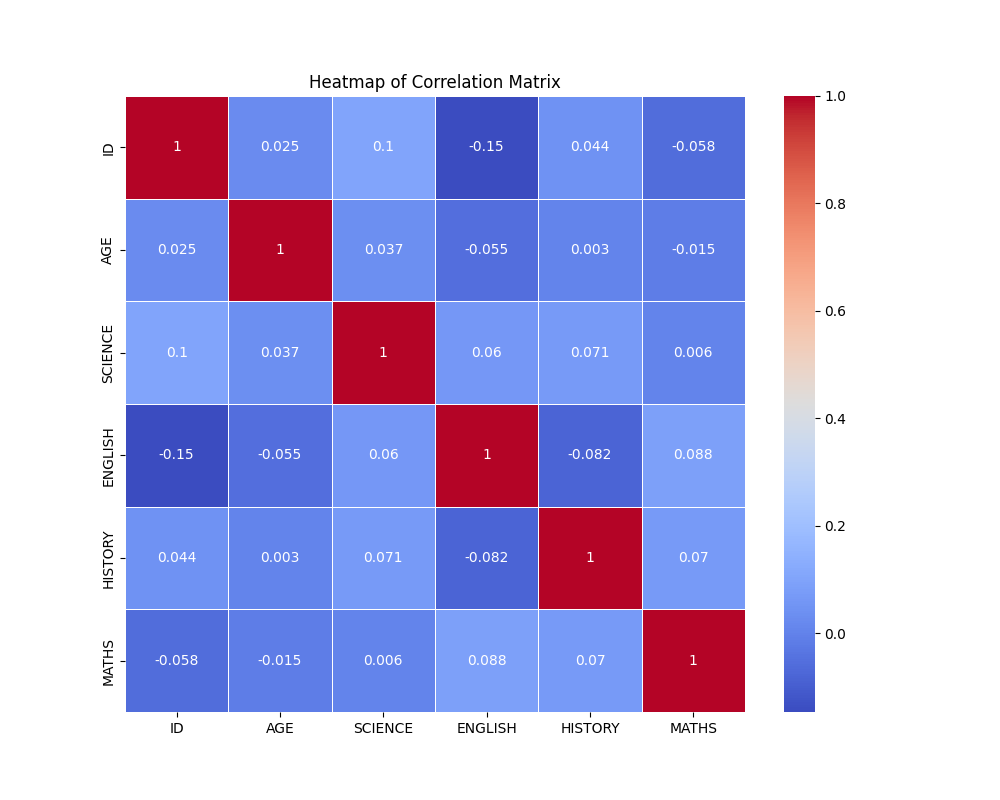 Heatmap of Correlation Matrix
ID 1 0.025 0.1 -0.15 0.044 -0.058
AGE 0.025 1 0.037 -0.055 0.003 -0.015
SCIENCE 0.1 0.037 1 0.06 0.071 0.006
ENGLISH -0.15 -0.055 0.06 1 -0.082 0.088
HISTORY 0.044 0.003 0.071 -0.082 1 0.07
MATHS -0.058 -0.015 0.006 0.088 0.07 1
ID AGE SCIENCE ENGLISH HISTORY MATHS
1.0
0.8
0.6
0.4
0.2
0.0